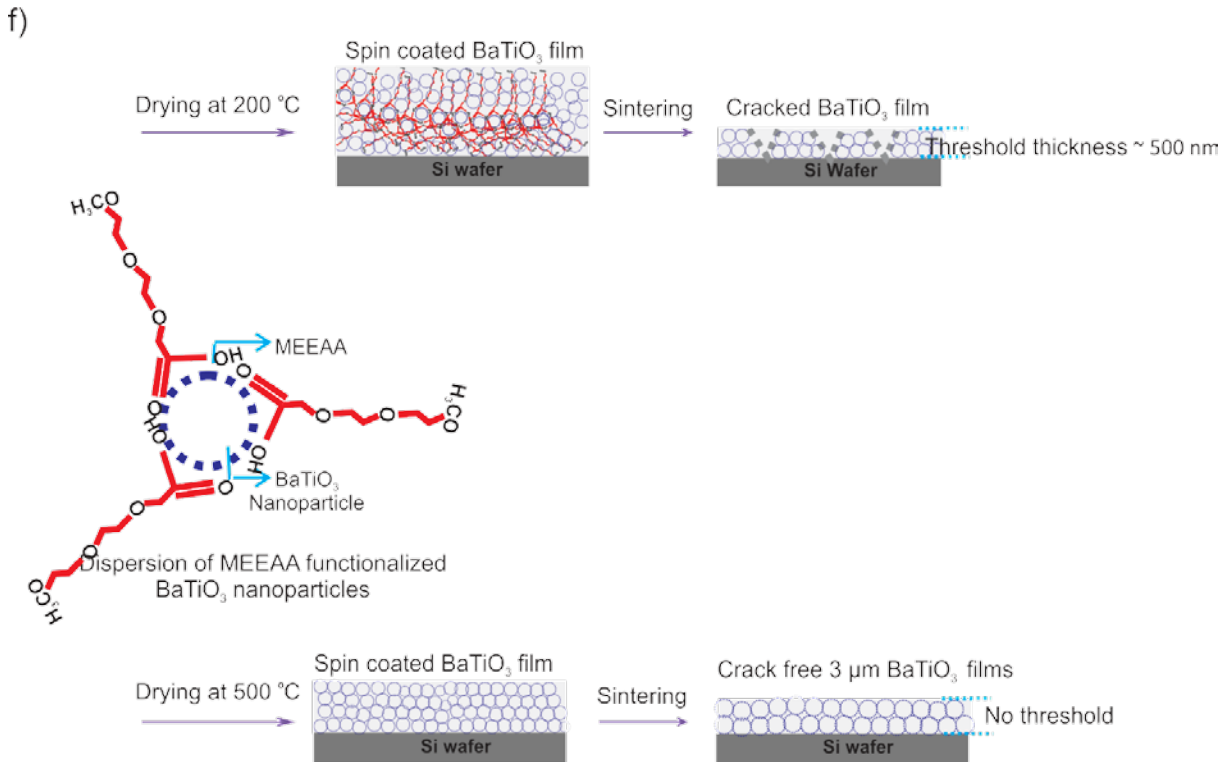 f)
Spin coated BaTiO₃ film
Drying at 200 °C
Sintering
Cracked BaTiO₃ film
Threshold thickness ~ 500 nm
Si wafer
Si Wafer
H₃CO
O
O
OH
MEEAA
O
O
O
H₃CO
O
HO
OH
O
BaTiO₃
Nanoparticle
O
O
H₃CO
Dispersion of MEEAA functionalized
BaTiO₃ nanoparticles
Spin coated BaTiO₃ film
Crack free 3 μm BaTiO₃ films
Drying at 500 °C
Sintering
No threshold
Si wafer
Si wafer